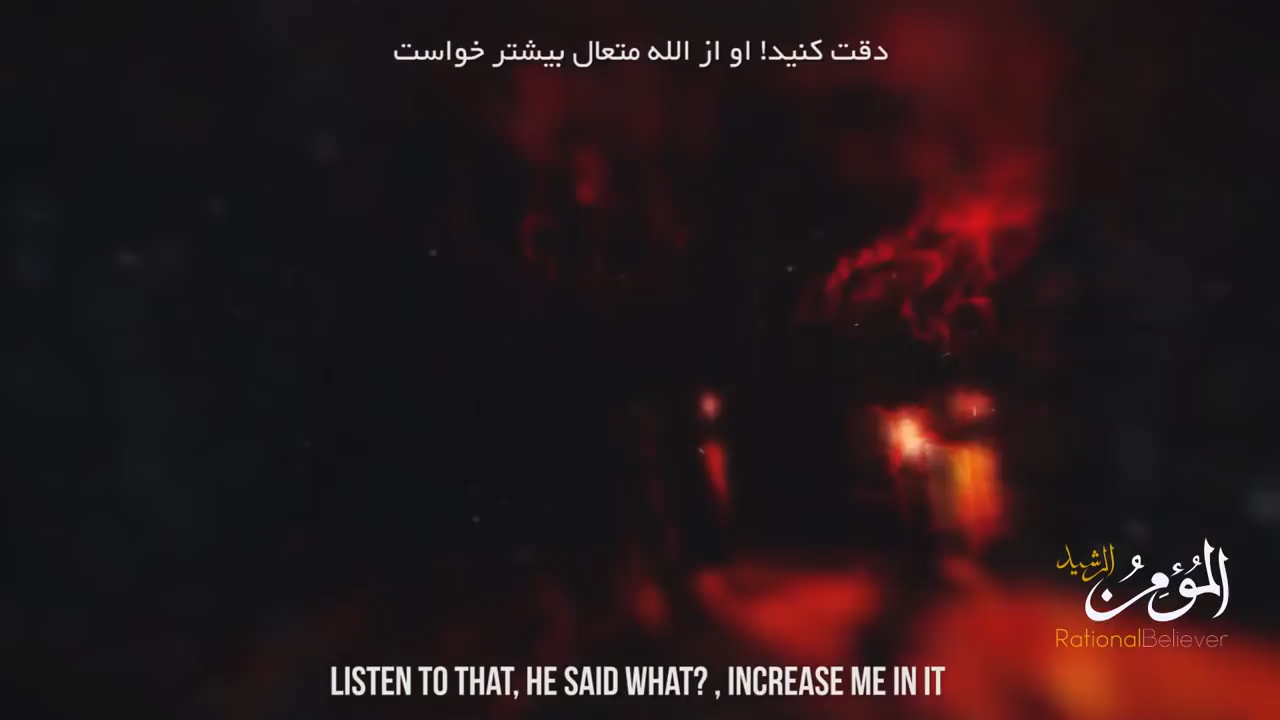 دقت کنید! او از الله متعال بیشتر خواست
المؤمن الرشيد
RationalBeliever
LISTEN TO THAT, HE SAID WHAT? , INCREASE ME IN IT